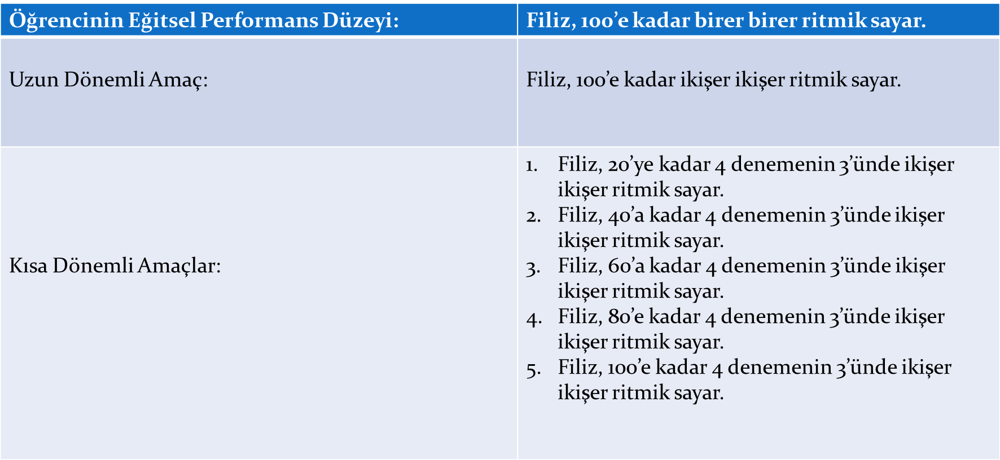 Öğrencinin Eğitsel Performans Düzeyi:
Filiz, 100’e kadar birer birer ritmik sayar.
Uzun Dönemli Amaç:
Filiz, 100’e kadar ikişer ikişer ritmik sayar.
Kısa Dönemli Amaçlar:
1. Filiz, 20’ye kadar 4 denemenin 3’ünde ikişer
ikişer ritmik sayar.
2. Filiz, 40’a kadar 4 denemenin 3’ünde ikişer
ikişer ritmik sayar.
3. Filiz, 60’a kadar 4 denemenin 3’ünde ikişer
ikişer ritmik sayar.
4. Filiz, 80’e kadar 4 denemenin 3’ünde ikişer
ikişer ritmik sayar.
5. Filiz, 100’e kadar 4 denemenin 3’ünde ikişer
ikişer ritmik sayar.